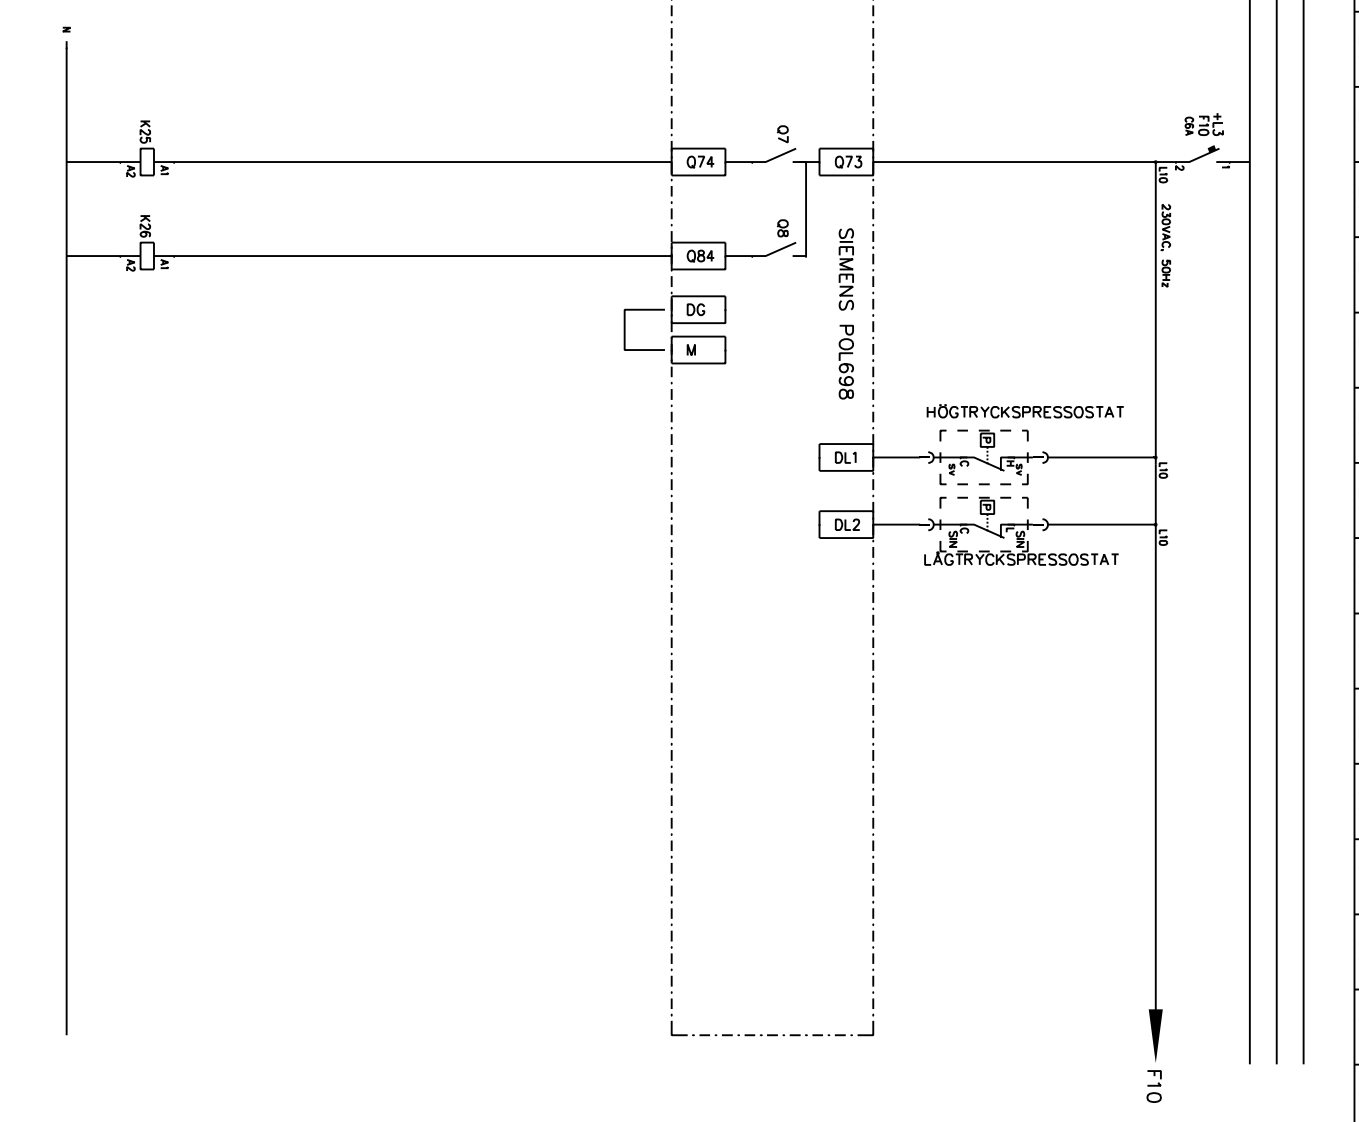 N
+L3
F10
C6A
K25
A1
A2
Q74
Q7
Q73
L10
2
1
230VAC, 50Hz
K26
A1
A2
Q84
Q8
DG
M
SIEMENS POL698
HÖGTRYCKSPRESSOSTAT
P
DL1
C
sv
H
sv
L10
P
DL2
C
SIN
L
SIN
L10
LÅGTRYCKSPRESSOSTAT
F10